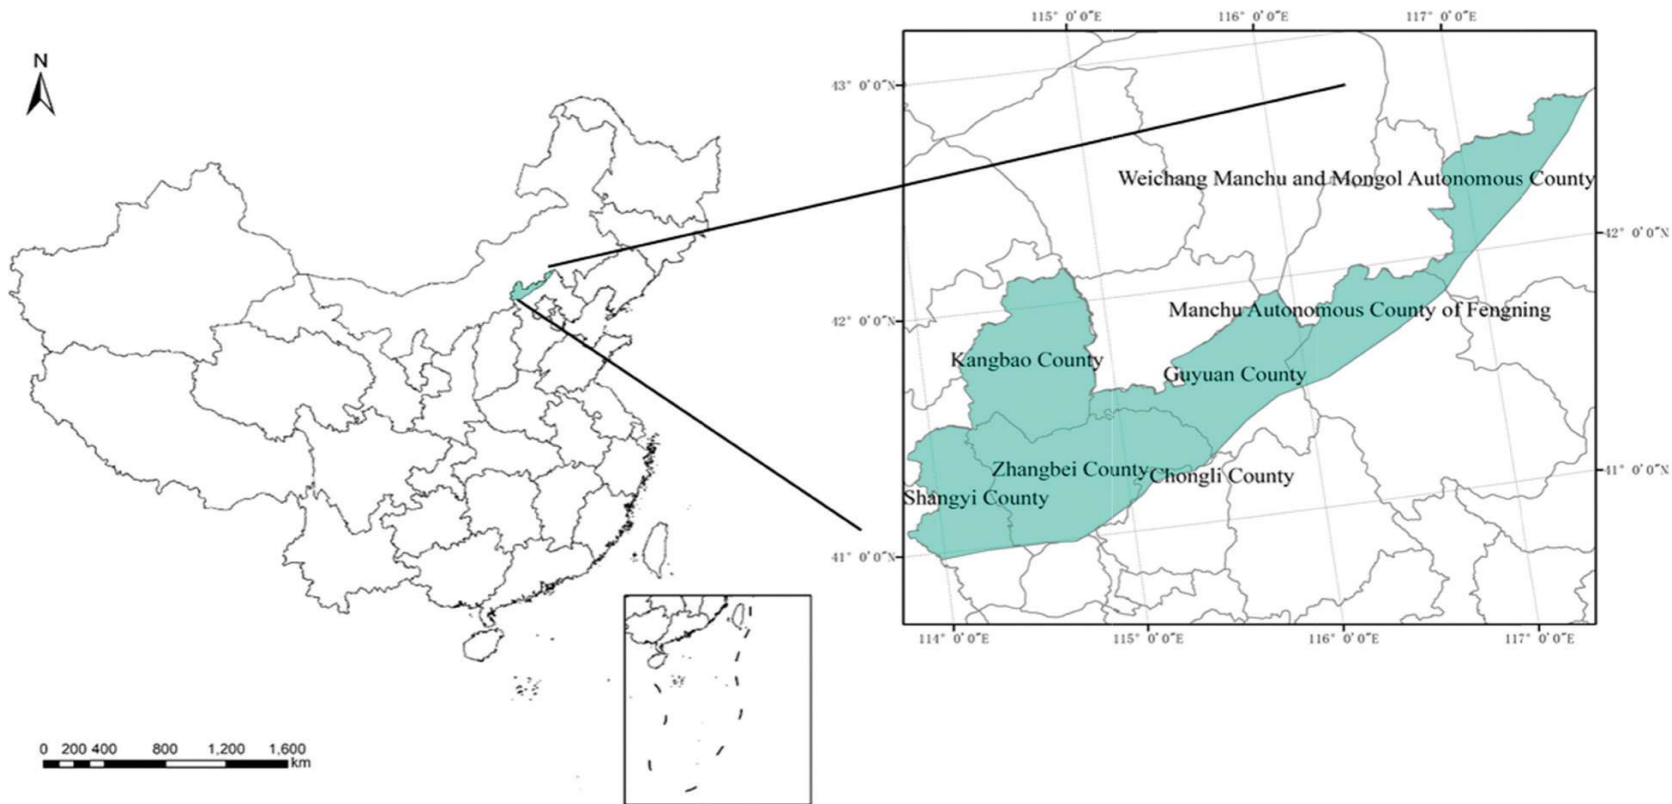 N
0 200 400 800 1,200 1,600
km
115° 0′0″E 116° 0′0″E 117° 0′0″E
43° 0′0″N
42° 0′0″N
41° 0′0″N
Weichang Manchu and Mongol Autonomous County
Manchu Autonomous County of Fengning
Kangbao County
Guyuan County
Zhangbei County
Chongli County
Shangyi County
42° 0′0″N
41° 0′0″N
114° 0′0″E 115° 0′0″E 116° 0′0″E 117° 0′0″E